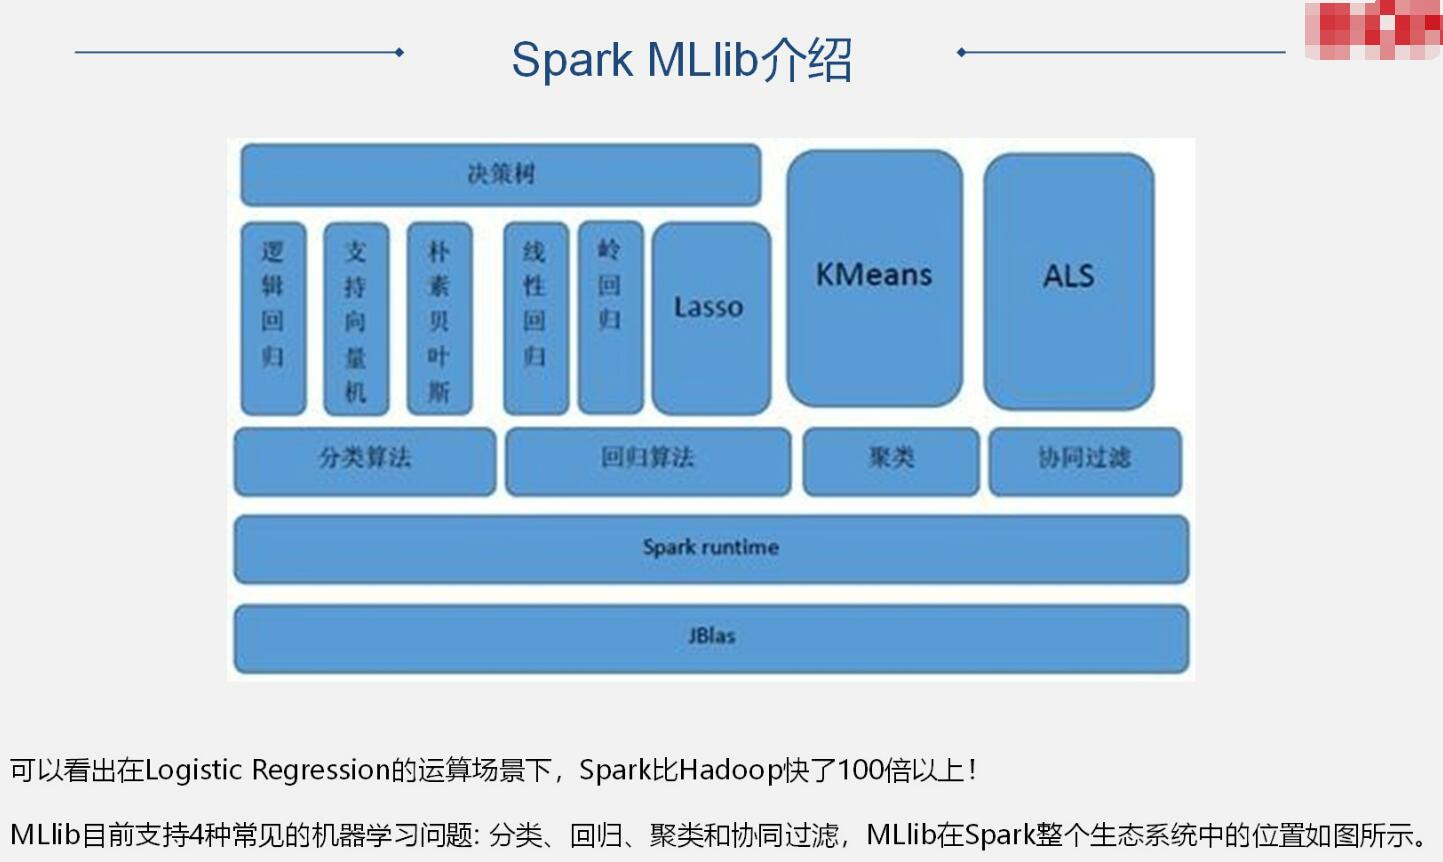 Spark MLlib介绍
决策树
逻辑回归
支持向量机
朴素贝叶斯
线性回归
岭回归
Lasso
KMeans
ALS
分类算法
回归算法
聚类
协同过滤
Spark runtime
JBlas
可以看出在Logistic Regression的运算场景下，Spark比Hadoop快了100倍以上！
MLlib目前支持4种常见的机器学习问题: 分类、回归、聚类和协同过滤，MLlib在Spark整个生态系统中的位置如图所示。